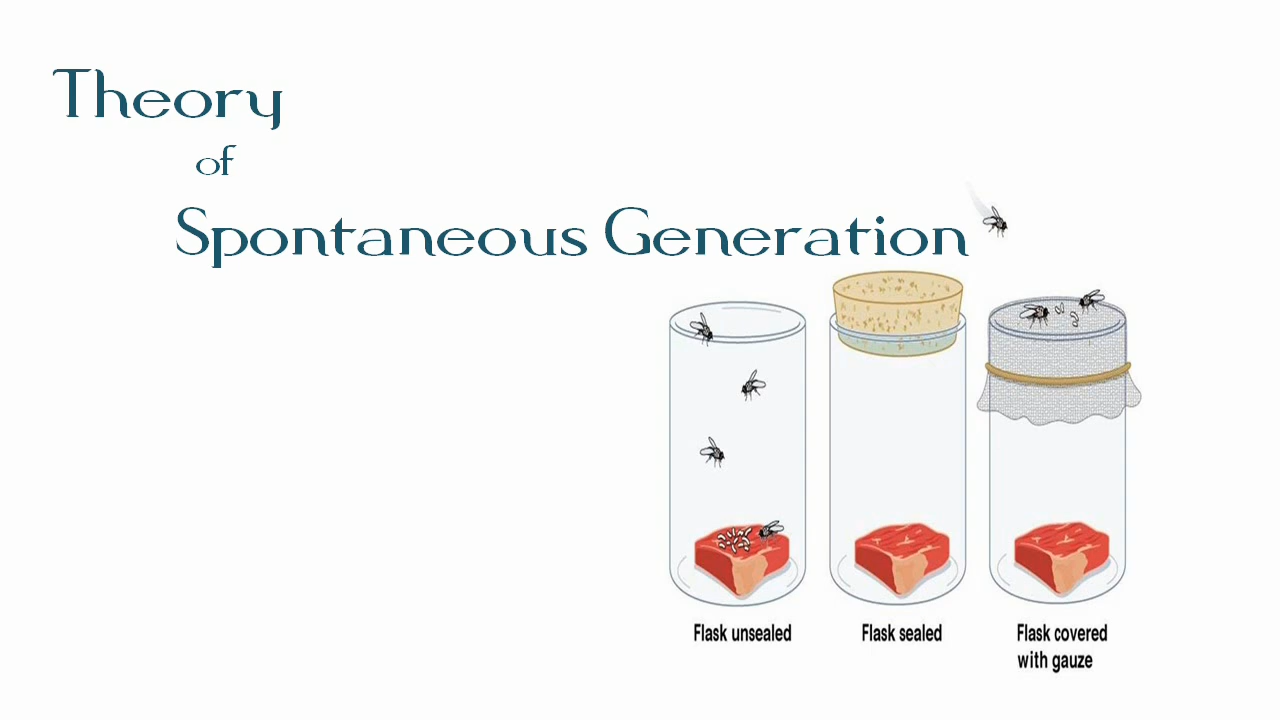 Theory
of
Spontaneous Generation
Flask unsealed
Flask sealed
Flask covered
with gauze